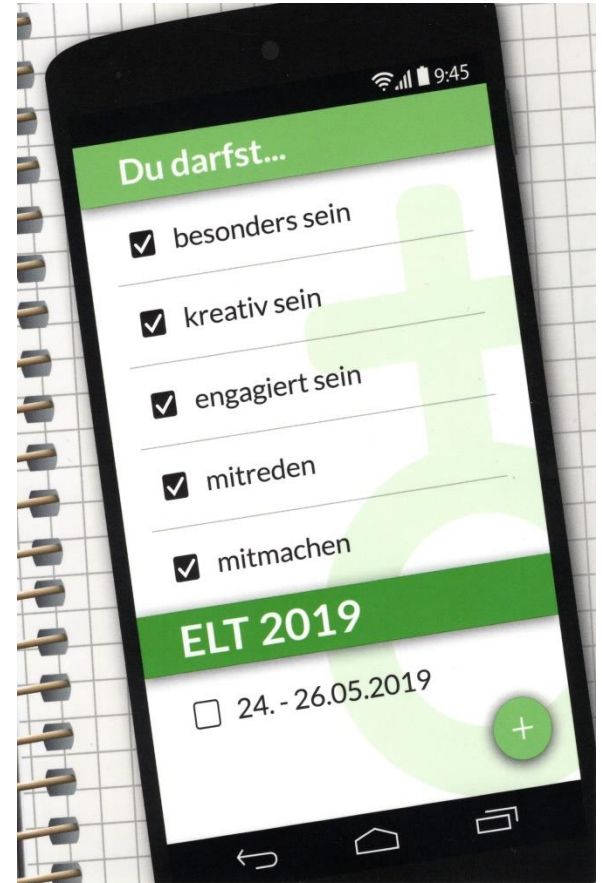 9:45
Du darfst...
besonders sein
kreativ sein
engagiert sein
mitreden
mitmachen
ELT 2019
24. - 26.05.2019
+